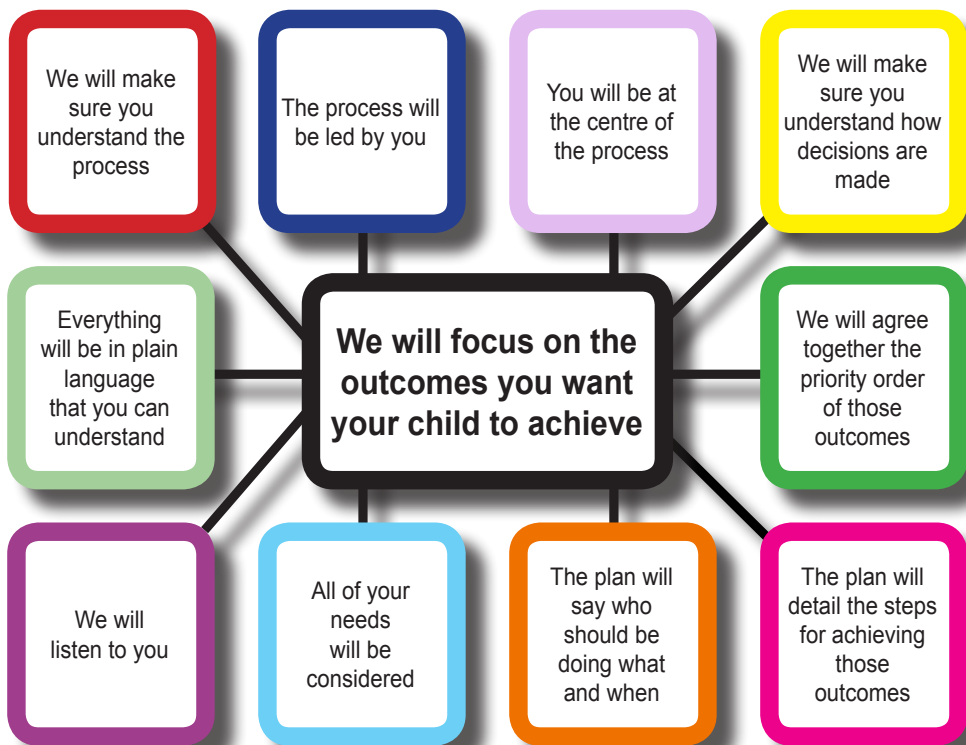 We will make
sure you
understand the
process
The process will
be led by you
You will be at
the centre of
the process
We will make
sure you
understand how
decisions are
made
Everything
will be in plain
language
that you can
understand
We will focus on the
outcomes you want
your child to achieve
We will agree
together the
priority order
of those
outcomes
We will
listen to you
All of your
needs
will be
considered
The plan will
say who
should be
doing what
and when
The plan will
detail the steps
for achieving
those
outcomes